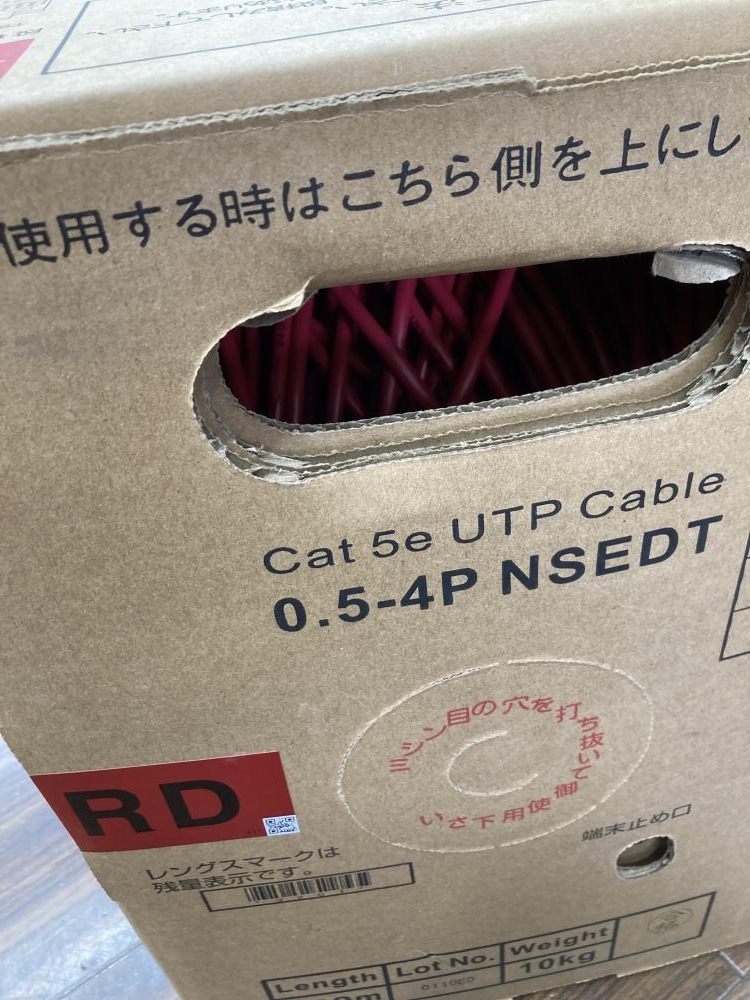 使用する時はこちら側を上にし
Cat 5e UTP Cable
0.5-4P NSEDT
ミシン目の穴を打ち抜いて御使用下さい
RD
端末止め口
レングスマークは
残量表示です。
Length Lot No. Weight
10kg